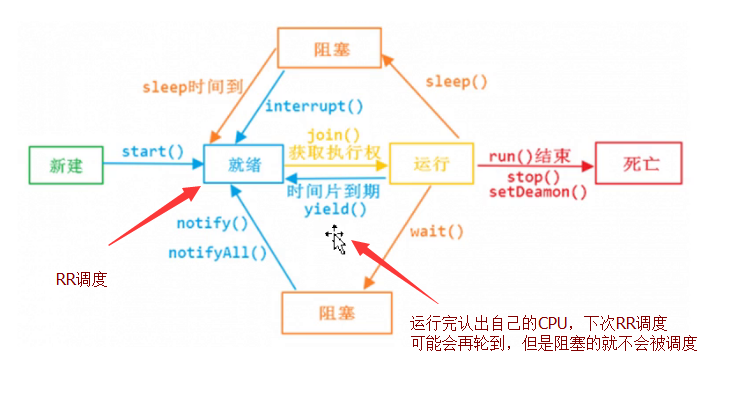 阻塞
sleep时间到
sleep()
interrupt()
新建
start()
就绪
join()
获取执行权
时间片到期
yield()
运行
run()结束
stop()
setDeamon()
死亡
notify()
notifyAll()
wait()
RR调度
阻塞
运行完认出自己的CPU，下次RR调度
可能会再轮到，但是阻塞的就不会被调度